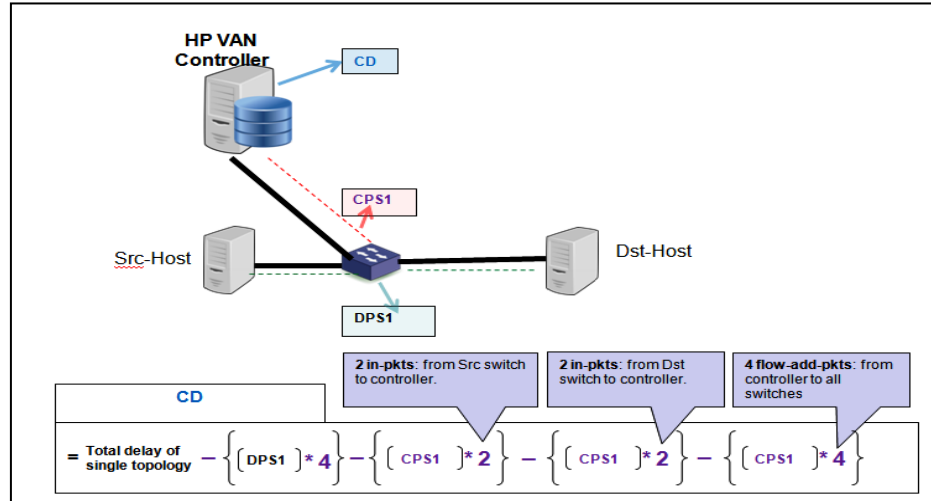 HP VAN
Controller
CD
CPS1
Src-Host
Dst-Host
DPS1
2 in-pkts: from Src switch
to controller.
2 in-pkts: from Dst
switch to controller.
4 flow-add-pkts: from
controller to all
switches
CD
= Total delay of
single topology – {[DPS1 ]* 4} – {[ CPS1 ]* 2} – {[ CPS1 ]* 2} – {[ CPS1 ]* 4}